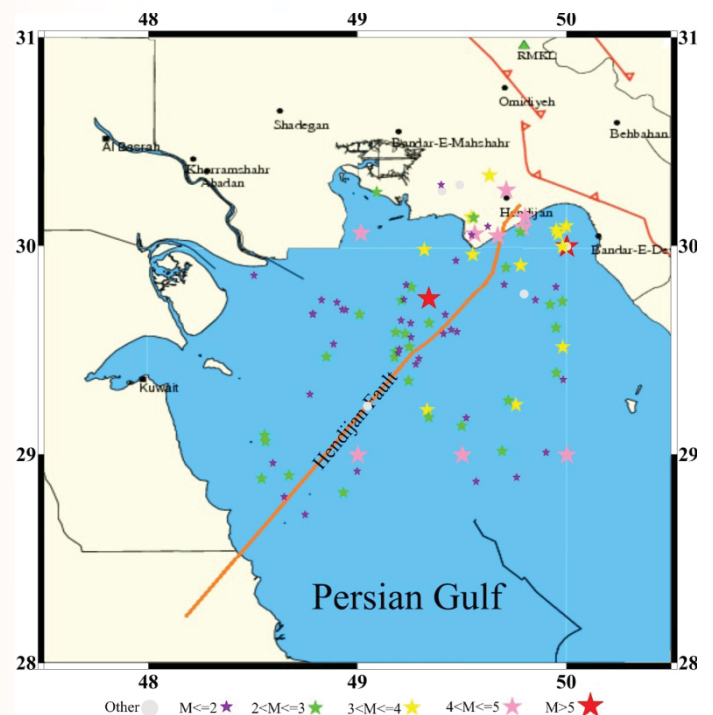 48 49 50
31 31
RMKL
Omidiyeh
Shadegan
Bandar-E-Mahshahr
Behbahan
Al Basrah
Khorramshahr
Abadan
Hendijan
30 30
Bandar-E-De
Kuwait
Hendijan Fault
29 29
Persian Gulf
28 28
48 49 50
Other M<=2 2<M<=3 3<M<=4 4<M<=5 M>5